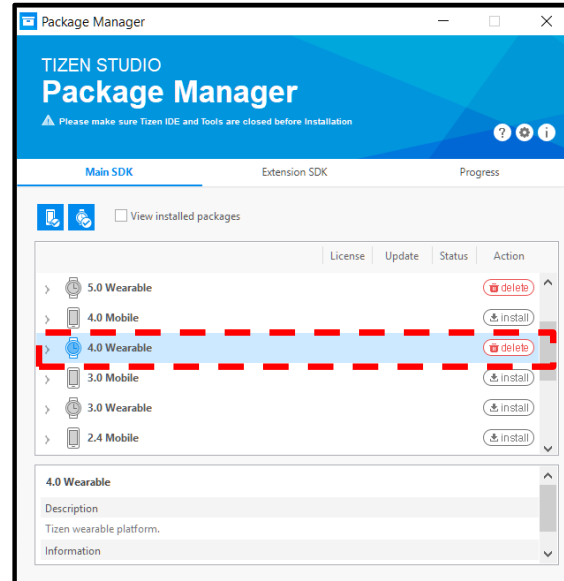 Package Manager
TIZEN STUDIO
Package Manager
Please make sure Tizen IDE and Tools are closed before Installation
Main SDK Extension SDK Progress
View installed packages
License Update Status Action
5.0 Wearable delete
4.0 Mobile install
4.0 Wearable delete
3.0 Mobile install
3.0 Wearable install
2.4 Mobile install
4.0 Wearable
Description
Tizen wearable platform.
Information